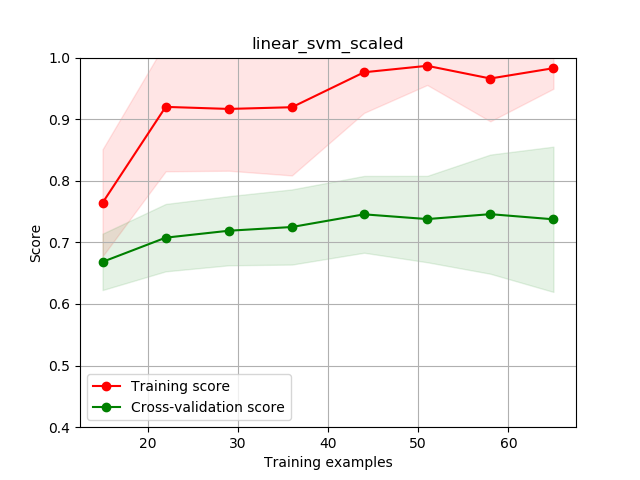 linear_svm_scaled
1.0
0.9
0.8
0.7
0.6
0.5
0.4
Score
Training score
Cross-validation score
20 30 40 50 60
Training examples